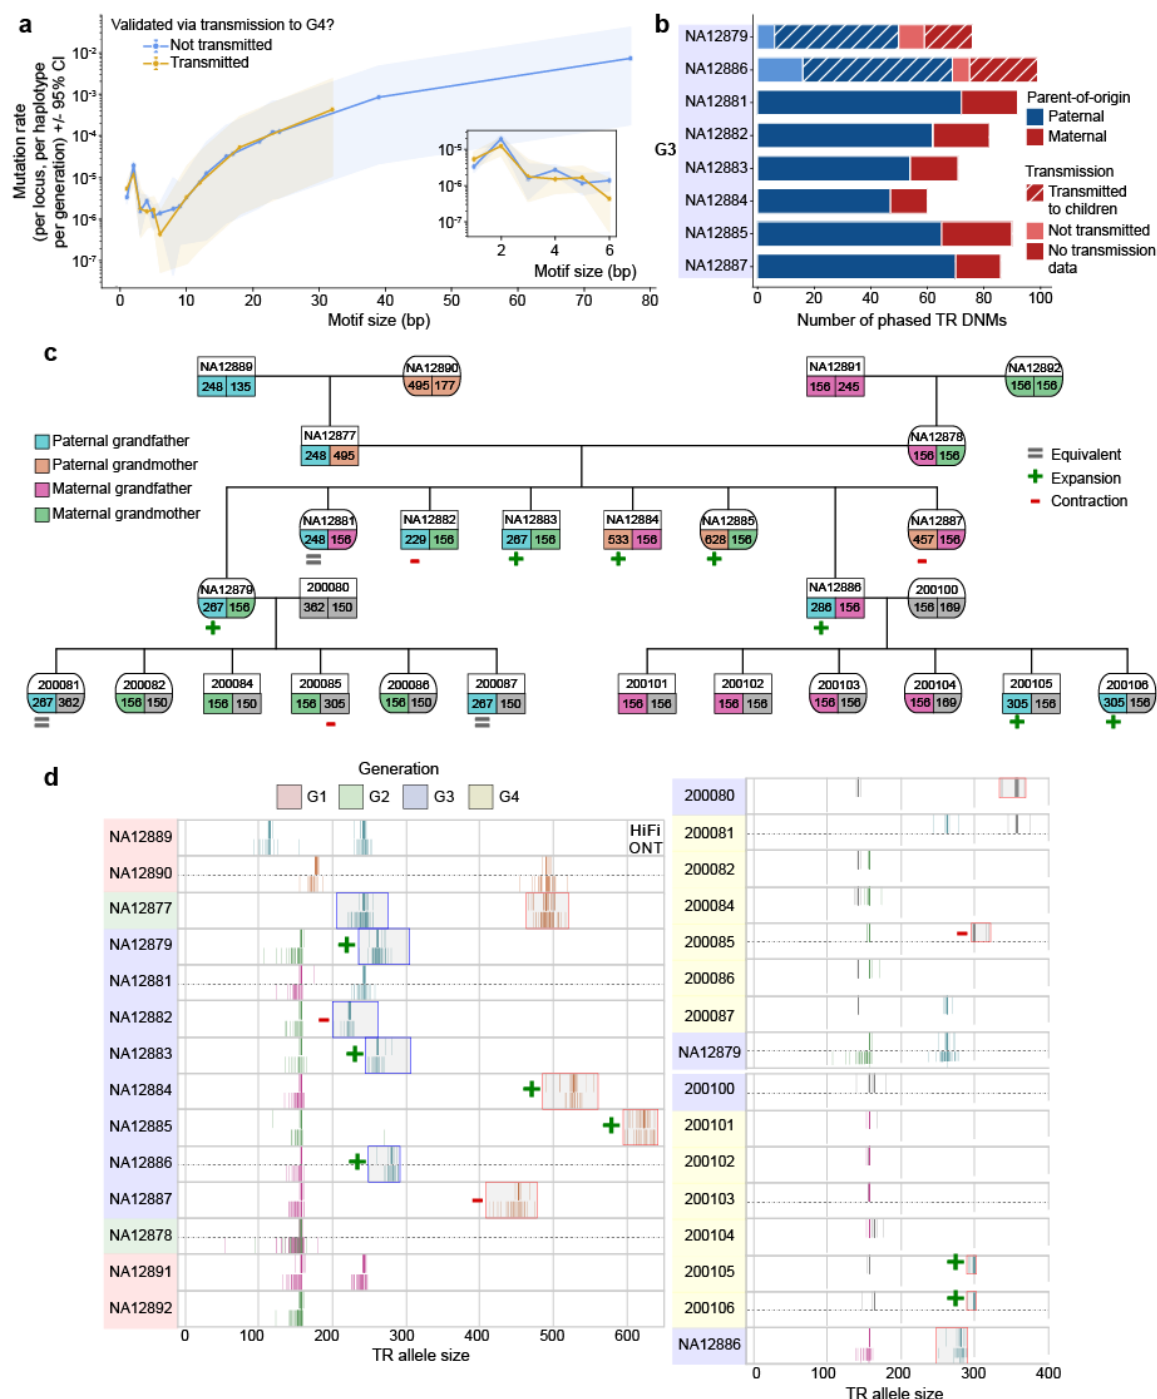 a
Validated via transmission to G4?
Not transmitted
Transmitted
Mutation rate
(per locus, per haplotype
per generation) +/- 95% CI
10-2
10-3
10-4
10-5
10-6
10-7
10-5
10-6
10-7
2 4 6
Motif size (bp)
0 10 20 30 40 50 60 70 80
Motif size (bp)
b
G3
NA12879
NA12886
NA12881
NA12882
NA12883
NA12884
NA12885
NA12887
0 20 40 60 80 100
Number of phased TR DNMs
Parent-of-origin
Paternal
Maternal
Transmission
Transmitted
to children
Not transmitted
No transmission
data
c
NA12889
248 135
NA12890
495 177
NA12891
156 245
NA12892
156 156
Paternal grandfather
Paternal grandmother
Maternal grandfather
Maternal grandmother
NA12877
248 495
NA12878
156 156
= Equivalent
+ Expansion
- Contraction
NA12881
248 156
=
NA12882
229 156
-
NA12883
267 156
+
NA12884
533 156
+
NA12885
628 156
+
NA12887
457 156
-
NA12879
267 156
+
200080
362 150
NA12886
286 156
+
200100
156 169
200081
267 362
=
200082
156 150
200084
156 150
200085
156 305
-
200086
156 150
200087
267 150
=
200101
156 156
200102
156 156
200103
156 156
200104
156 169
200105
305 156
+
200106
305 156
+
d
Generation
G1 G2 G3 G4
HiFi
ONT
NA12889
NA12890
NA12877
NA12879
+
NA12881
NA12882
-
NA12883
+
NA12884
+
NA12885
+
NA12886
+
NA12887
-
NA12878
NA12891
NA12892
0 100 200 300 400 500 600
TR allele size
200080
200081
200082
200084
200085
-
200086
200087
NA12879
200100
200101
200102
200103
200104
200105
+
200106
+
NA12886
0 100 200 300 400
TR allele size